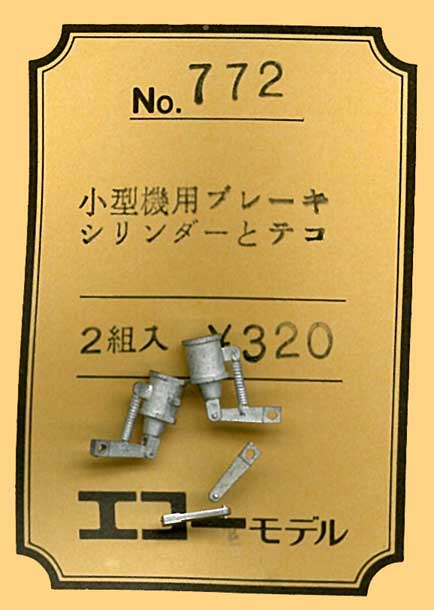 No. 772
小型機用ブレーキ
シリンダーとテコ
2組入 ¥320
エコーモデル